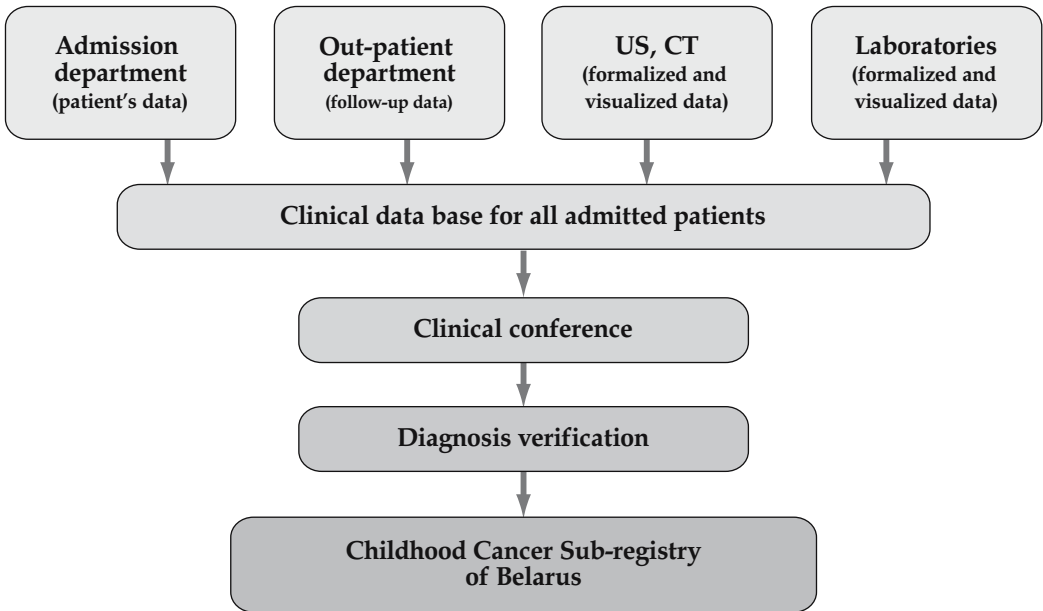 Admission
department
(patient's data)
Out-patient
department
(follow-up data)
US, CT
(formalized and
visualized data)
Laboratories
(formalized and
visualized data)
Clinical data base for all admitted patients
Clinical conference
Diagnosis verification
Childhood Cancer Sub-registry
of Belarus